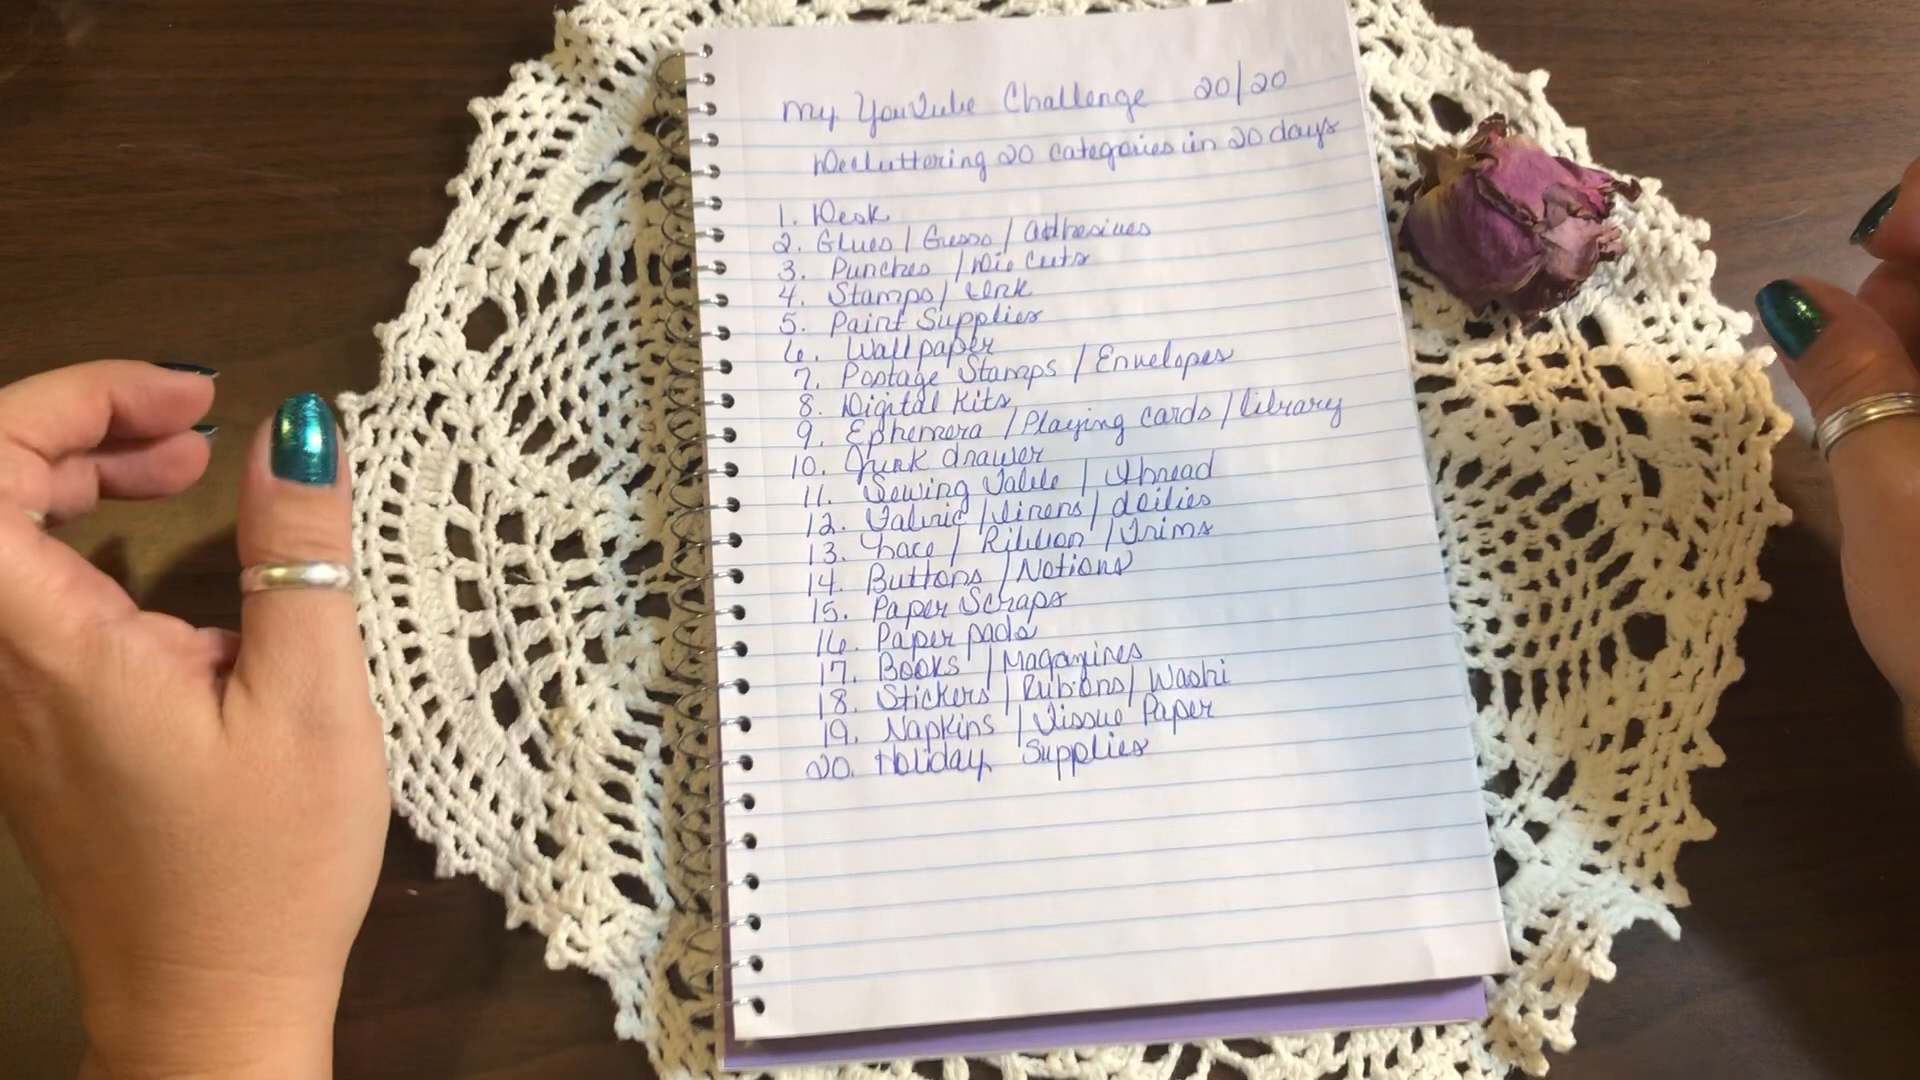 My YouTube Challenge 20/20
Decluttering 20 categories in 20 days
1. Desk
2. Glues / Gesso / Adhesives
3. Punches / Die Cuts
4. Stamps / Ink
5. Paint Supplies
6. Wallpaper
7. Postage Stamps / Envelopes
8. Digital Kits
9. Ephemera / Playing cards / library
10. Junk drawer
11. Sewing Table / Thread
12. Fabric / Linens / doilies
13. Lace / Ribbon / Trims
14. Buttons / Notions
15. Paper Scraps
16. Paper pads
17. Books / Magazines
18. Stickers / Rub-ons / Washi
19. Napkins / Tissue Paper
20. Holiday Supplies